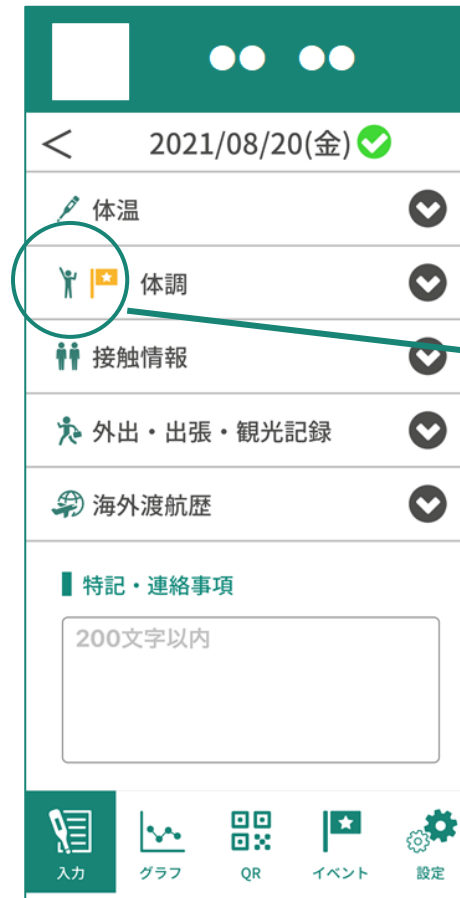 ●● ●●
< 2021/08/20(金)
体温
体調
接触情報
外出・出張・観光記録
海外渡航歴
特記・連絡事項
200文字以内
入力 グラフ QR イベント 設定